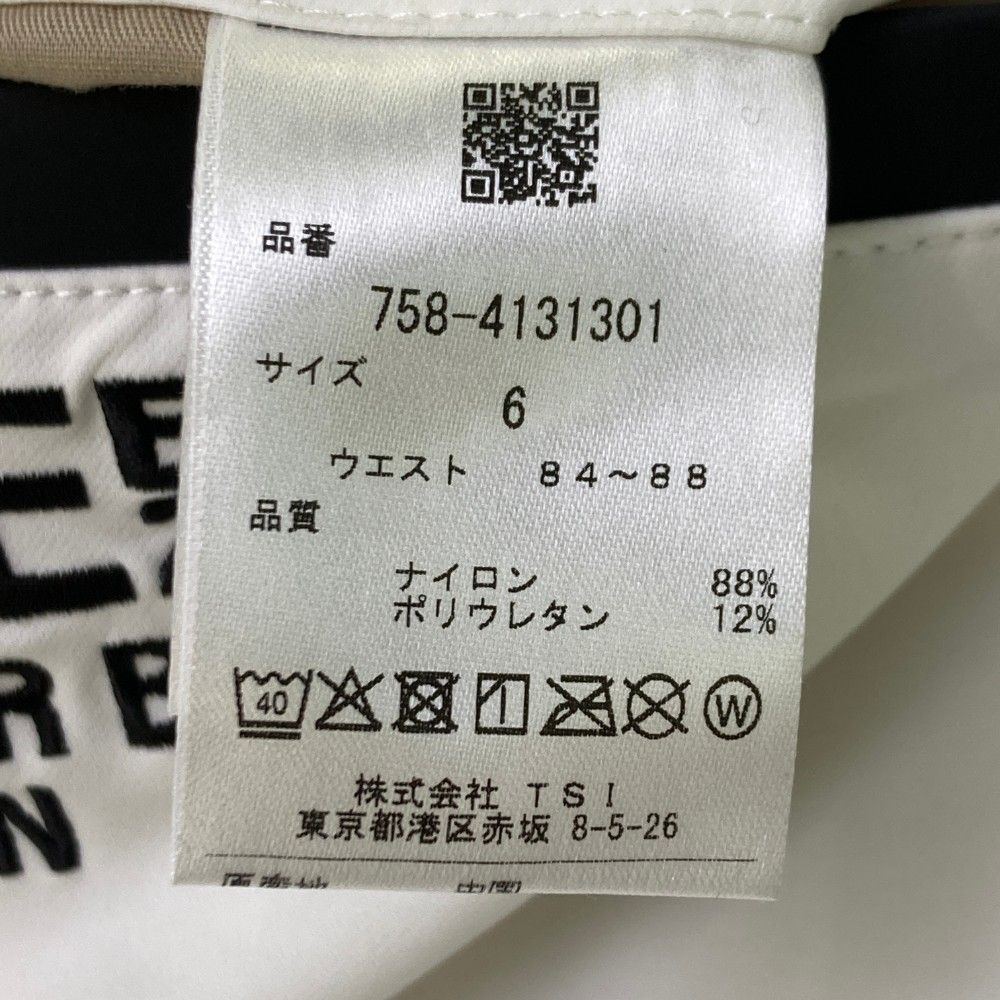 品番
758-4131301
サイズ
6
ウエスト 84～88
品質
ナイロン 88%
ポリウレタン 12%
40
W
株式会社 TSI
東京都港区赤坂 8-5-26